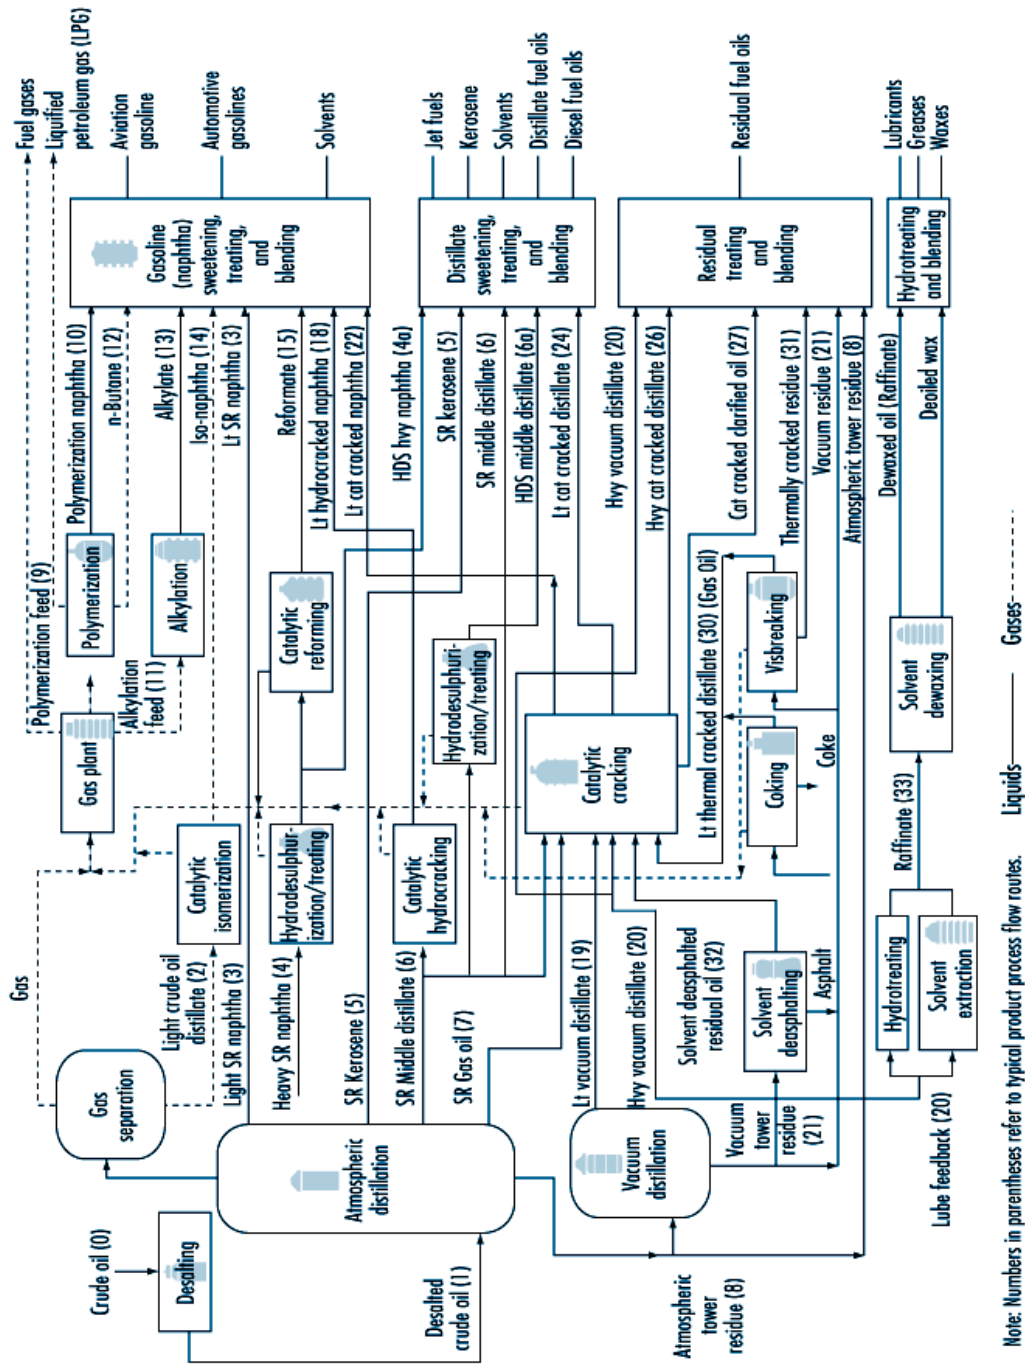 Crude oil (0)
Desalting
Desalted
crude oil (1)
Atmospheric
distillation
Gas
separation
Gas
Light crude oil
distillate (2)
Light SR naphtha (3)
Heavy SR naphtha (4)
SR Kerosene (5)
SR Middle distillate (6)
SR Gas oil (7)
Atmospheric
tower
residue (8)
Vacuum
distillation
Lt vacuum distillate (19)
Hvy vacuum distillate (20)
Vacuum
tower
residue
(21)
Lube feedback (20)
Solvent deasphalted
residual oil (32)
Solvent
deasphalting
Asphalt
Hydrotreating
Solvent
extraction
Raffinate (33)
Catalytic
isomerization
Hydrodesulphur-
ization/treating
Catalytic
hydrocracking
Gas plant
Polymerization feed (9)
Alkylation
feed (11)
Polymerization
Alkylation
Catalytic
reforming
Hydrodesulphuri-
zation/treating
Catalytic
cracking
Coking
Coke
Visbreaking
Lt thermal cracked distillate (30) (Gas Oil)
Solvent
dewaxing
Polymerization naphtha (10)
n-Butane (12)
Alkylate (13)
Iso-naphtha (14)
Lt SR naphtha (3)
Reformate (15)
Lt hydrocracked naphtha (18)
Lt cat cracked naphtha (22)
HDS hvy naphtha (4a)
SR kerosene (5)
SR middle distillate (6)
HDS middle distillate (6a)
Lt cat cracked distillate (24)
Hvy vacuum distillate (20)
Hvy cat cracked distillate (26)
Cat cracked clarified oil (27)
Thermally cracked residue (31)
Vacuum residue (21)
Atmospheric tower residue (8)
Dewaxed oil (Raffinate)
Deoiled wax
Gasoline
(naphtha)
sweetening,
treating,
and
blending
Distillate
sweetening,
treating,
and
blending
Residual
treating
and
blending
Hydrotreating
and blending
Fuel gases
Liquified
petroleum gas (LPG)
Aviation
gasoline
Automotive
gasolines
Solvents
Jet fuels
Kerosene
Solvents
Distillate fuel oils
Diesel fuel oils
Residual fuel oils
Lubricants
Greases
Waxes
Note: Numbers in parentheses refer to typical product process flow routes.
Liquids
Gases